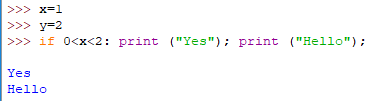 >>> x=1
>>> y=2
>>> if 0<x<2: print ("Yes"); print ("Hello");
Yes
Hello